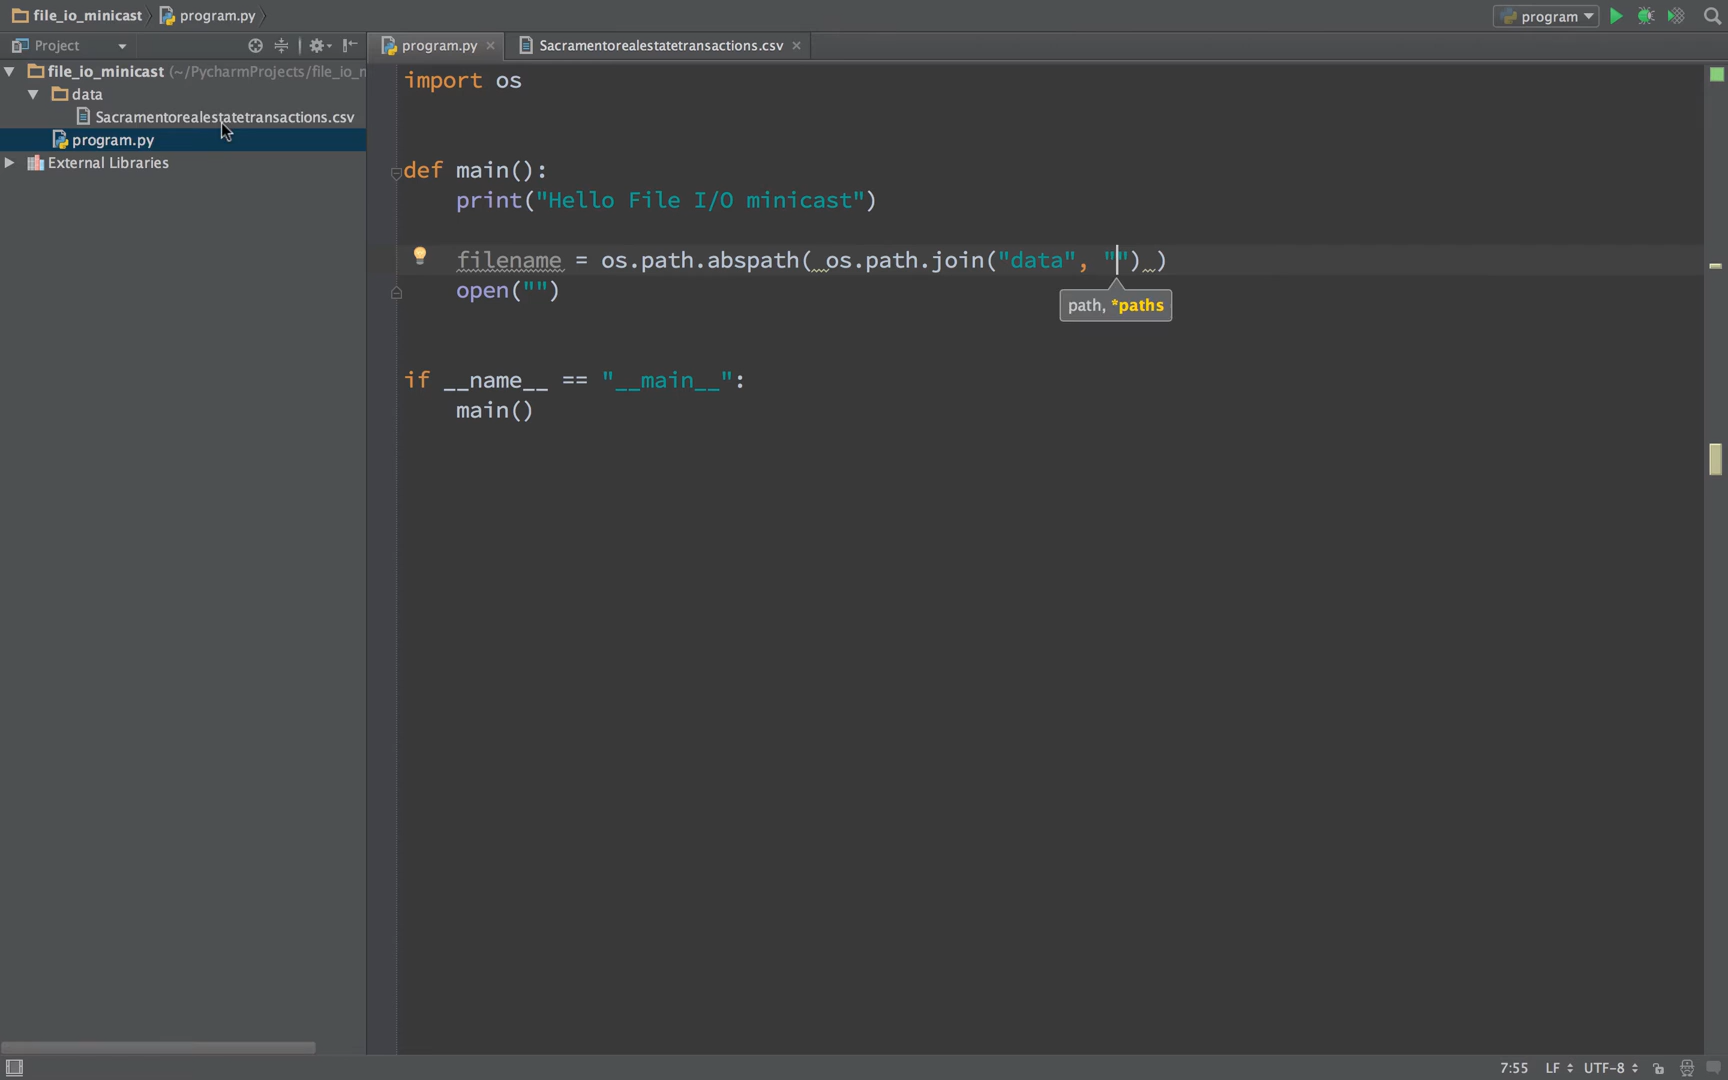 file_io_minicast program.py program
Project program.py Sacramentorealestatetransactions.csv
file_io_minicast (~/PycharmProjects/file_io_m
data
Sacramentorealestatetransactions.csv
program.py
External Libraries
import os
def main():
print("Hello File I/O minicast")
filename = os.path.abspath( os.path.join("data", "") )
open("")
path, *paths
if __name__ == "__main__":
main()
7:55 LF UTF-8